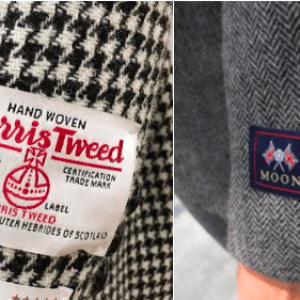 HAND WOVEN
rris Tweed
CERTIFICATION
TRADE MARK
LABEL
RRIS TWEED
UTER HEBRIDES OF SCOTLAND
MOON